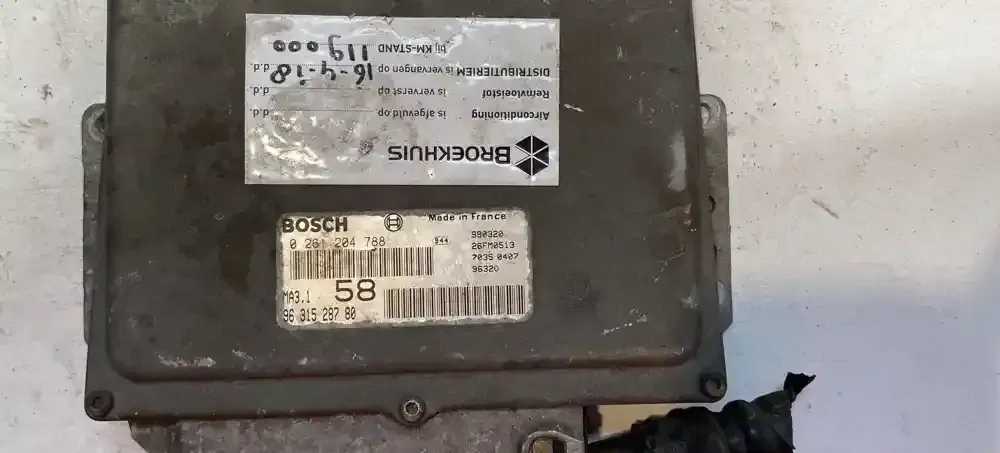 BROEKHUIS
Airconditioning is afgevuld op d.d.
Remvloeistof is ververst op d.d.
DISTRIBUTIERIEM is vervangen op 16-4-18 d.d.
bij KM-STAND 119000
BOSCH Made in France
0 261 204 788 944 990320
26FM0513
7035 0407
96320
MA3.1 58
96 315 287 80